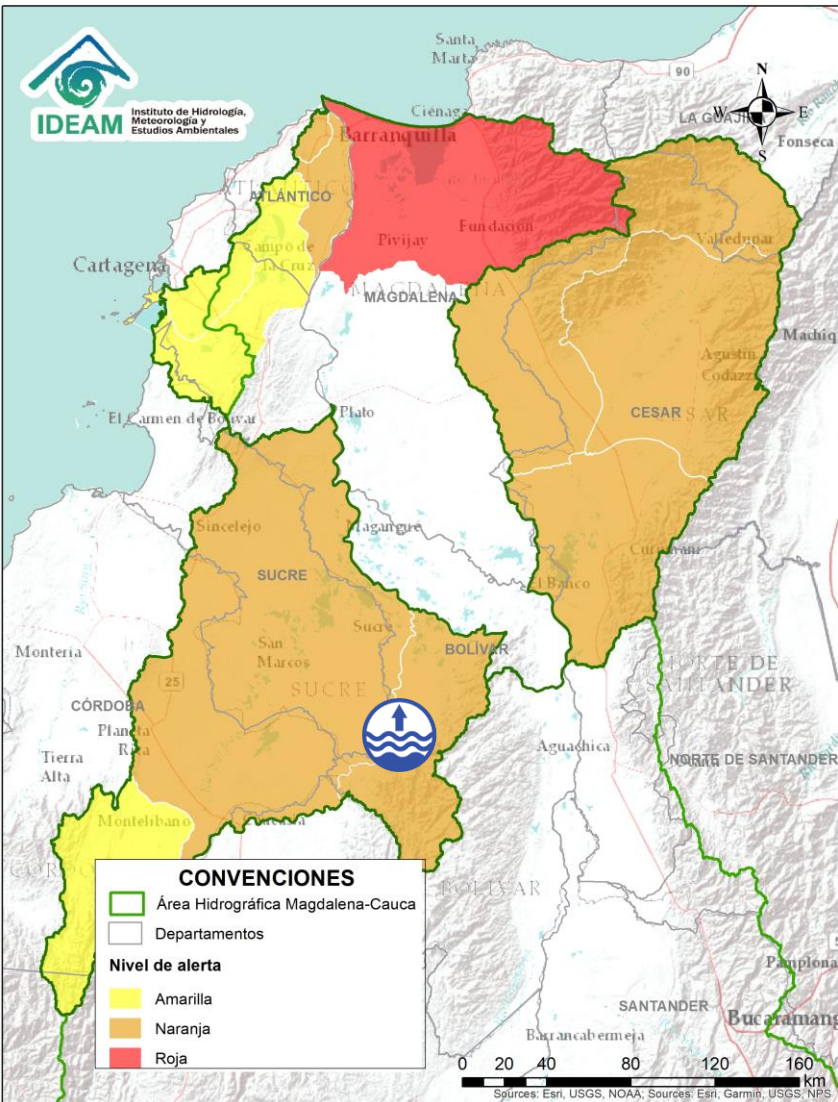 IDEAM
Instituto de Hidrología,
Meteorología y
Estudios Ambientales
Santa
Marta
90
N
W
E
S
LA GUAJIR
Fonseca
Ciénaga
Barranquilla
ATLÁNTICO
Fundación
Pivijay
Valledupar
Campo de
la Cruz
Cartagena
MAGDALENA
Machiq
Agustín
Codazzi
CESAR
El Carmen de Bolívar
Plato
Sincelejo
Magangue
Curumaní
SUCRE
El Banco
Sucre
BOLÍVAR
San
Marcos
SUCRE
Montería
25
CÓRDOBA
Planeta
Rica
NORTE DE
SANTANDER
Tierra
Alta
Aguachica
NORTE DE SANTANDER
Montelíbano
BOLÍVAR
CONVENCIONES
Área Hidrográfica Magdalena-Cauca
Departamentos
Nivel de alerta
Amarilla
Naranja
Roja
Pamplona
SANTANDER
Bucaramang
Barrancabermeja
0 20 40 80 120 160
km
Sources: Esri, USGS, NOAA; Sources: Esri, Garmin, USGS, NPS